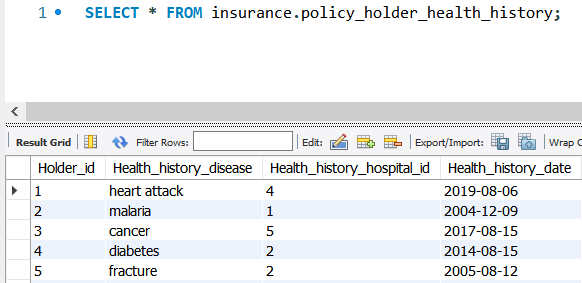 1 SELECT * FROM insurance.policy_holder_health_history;
Result Grid Filter Rows: Edit: Export/Import: Wrap C
Holder_id Health_history_disease Health_history_hospital_id Health_history_date
1 heart attack 4 2019-08-06
2 malaria 1 2004-12-09
3 cancer 5 2017-08-15
4 diabetes 2 2014-08-15
5 fracture 2 2005-08-12